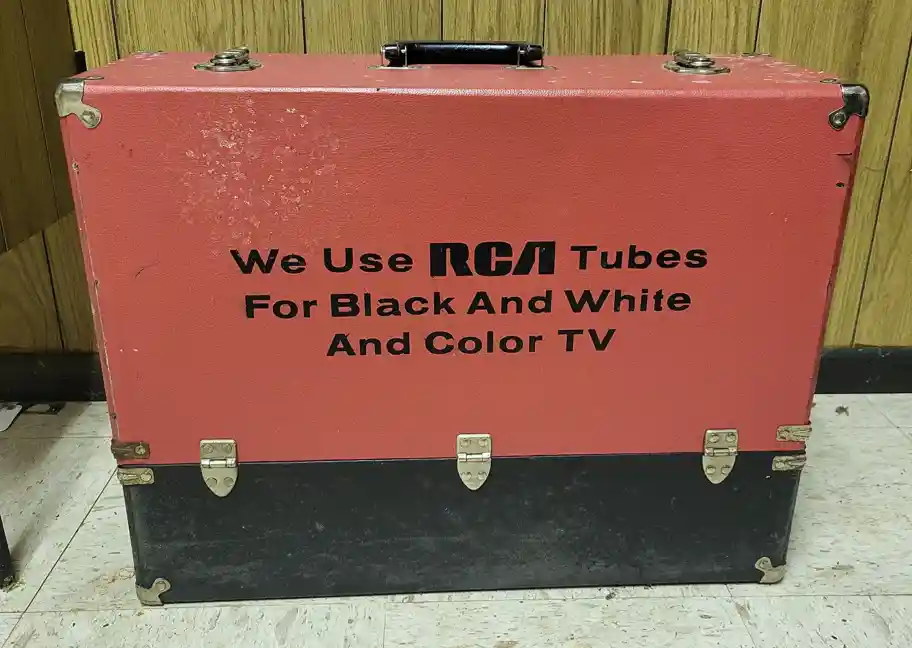 We Use RCA Tubes
For Black And White
And Color TV